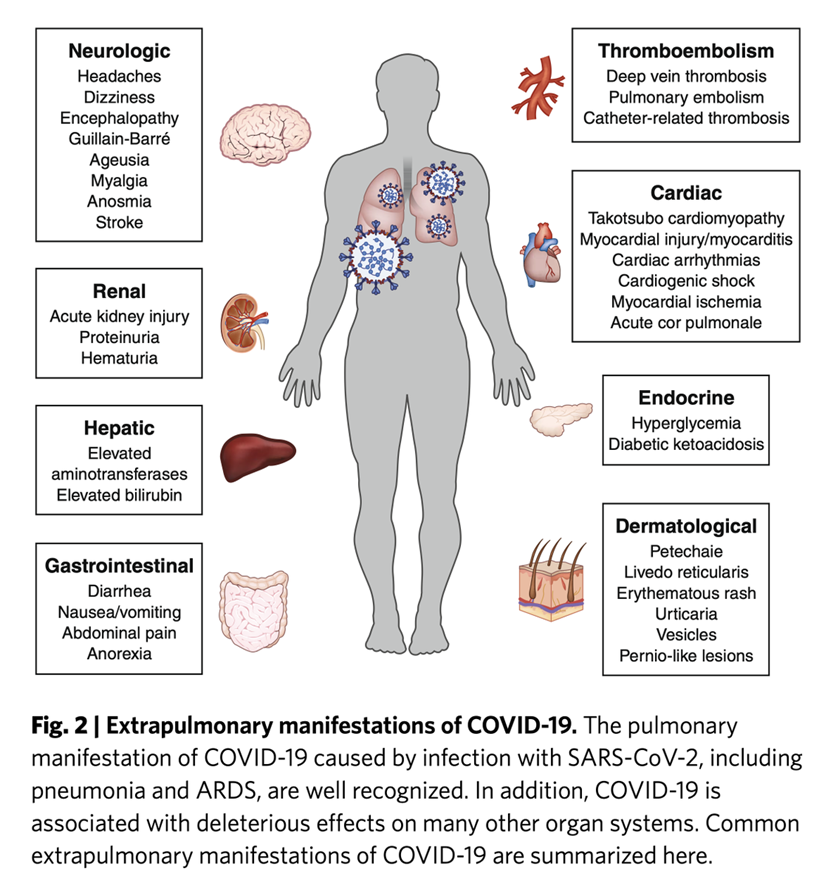 Neurologic
Headaches
Dizziness
Encephalopathy
Guillain-Barré
Ageusia
Myalgia
Anosmia
Stroke
Renal
Acute kidney injury
Proteinuria
Hematuria
Hepatic
Elevated
aminotransferases
Elevated bilirubin
Gastrointestinal
Diarrhea
Nausea/vomiting
Abdominal pain
Anorexia
Thromboembolism
Deep vein thrombosis
Pulmonary embolism
Catheter-related thrombosis
Cardiac
Takotsubo cardiomyopathy
Myocardial injury/myocarditis
Cardiac arrhythmias
Cardiogenic shock
Myocardial ischemia
Acute cor pulmonale
Endocrine
Hyperglycemia
Diabetic ketoacidosis
Dermatological
Petechaie
Livedo reticularis
Erythematous rash
Urticaria
Vesicles
Pernio-like lesions
Fig. 2 | Extrapulmonary manifestations of COVID-19. The pulmonary
manifestation of COVID-19 caused by infection with SARS-CoV-2, including
pneumonia and ARDS, are well recognized. In addition, COVID-19 is
associated with deleterious effects on many other organ systems. Common
extrapulmonary manifestations of COVID-19 are summarized here.